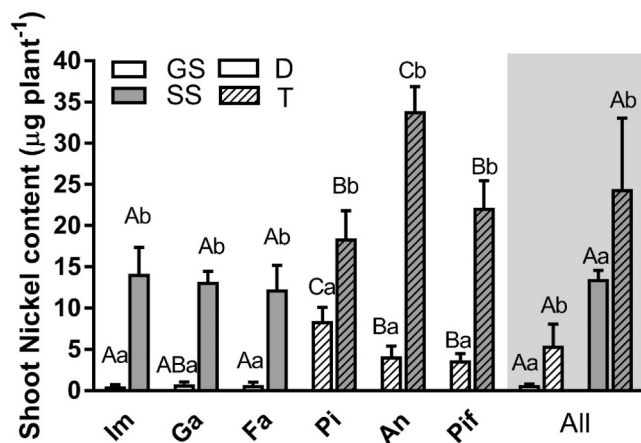 Shoot Nickel content (µg plant⁻¹)
40
35
30
25
20
15
10
5
0
GS D
SS T
Aa
Ab
ABa
Ab
Aa
Ab
Ca
Bb
Ba
Cb
Ba
Bb
Aa
Ab
Aa
Ab
Im Ga Fa Pi An Pif All